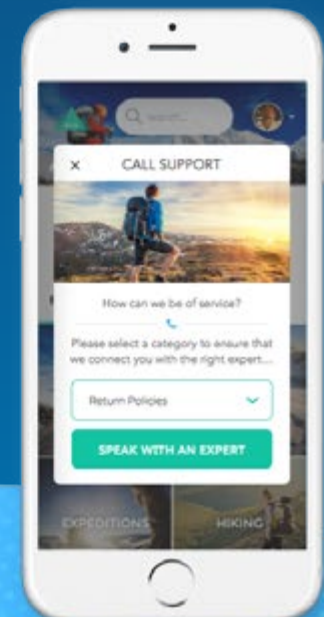 Search...
CALL SUPPORT
How can we be of service?
Please select a category to ensure that
we connect you with the right expert....
Return Policies
SPEAK WITH AN EXPERT
EXPEDITIONS
HIKING